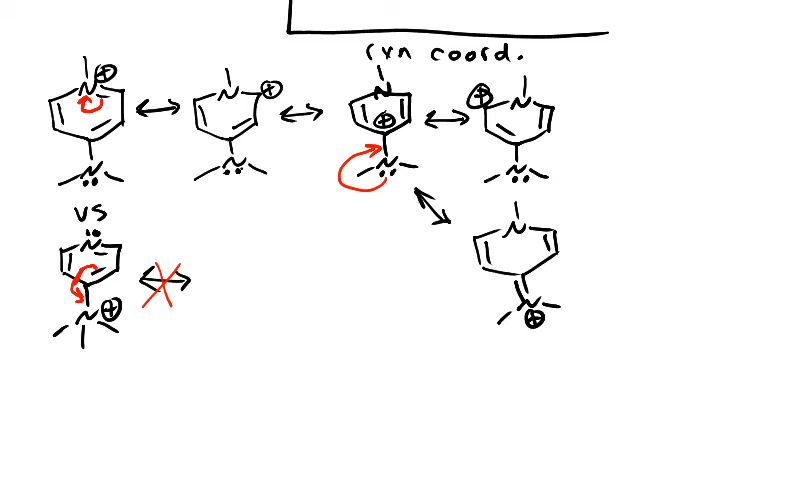 rxn coord.
N ⊕ N ⊕ N N
⊕ ⊕
N N N N
VS
N N
N ⊕ N
⊕